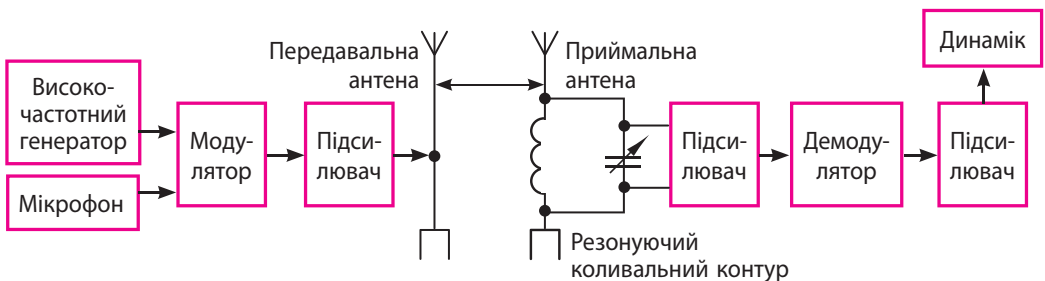 Високо-
частотний
генератор
Мікрофон
Моду-
лятор
Підси-
лювач
Передавальна
антена
Приймальна
антена
Резонуючий
коливальний контур
Підси-
лювач
Демоду-
лятор
Підси-
лювач
Динамік